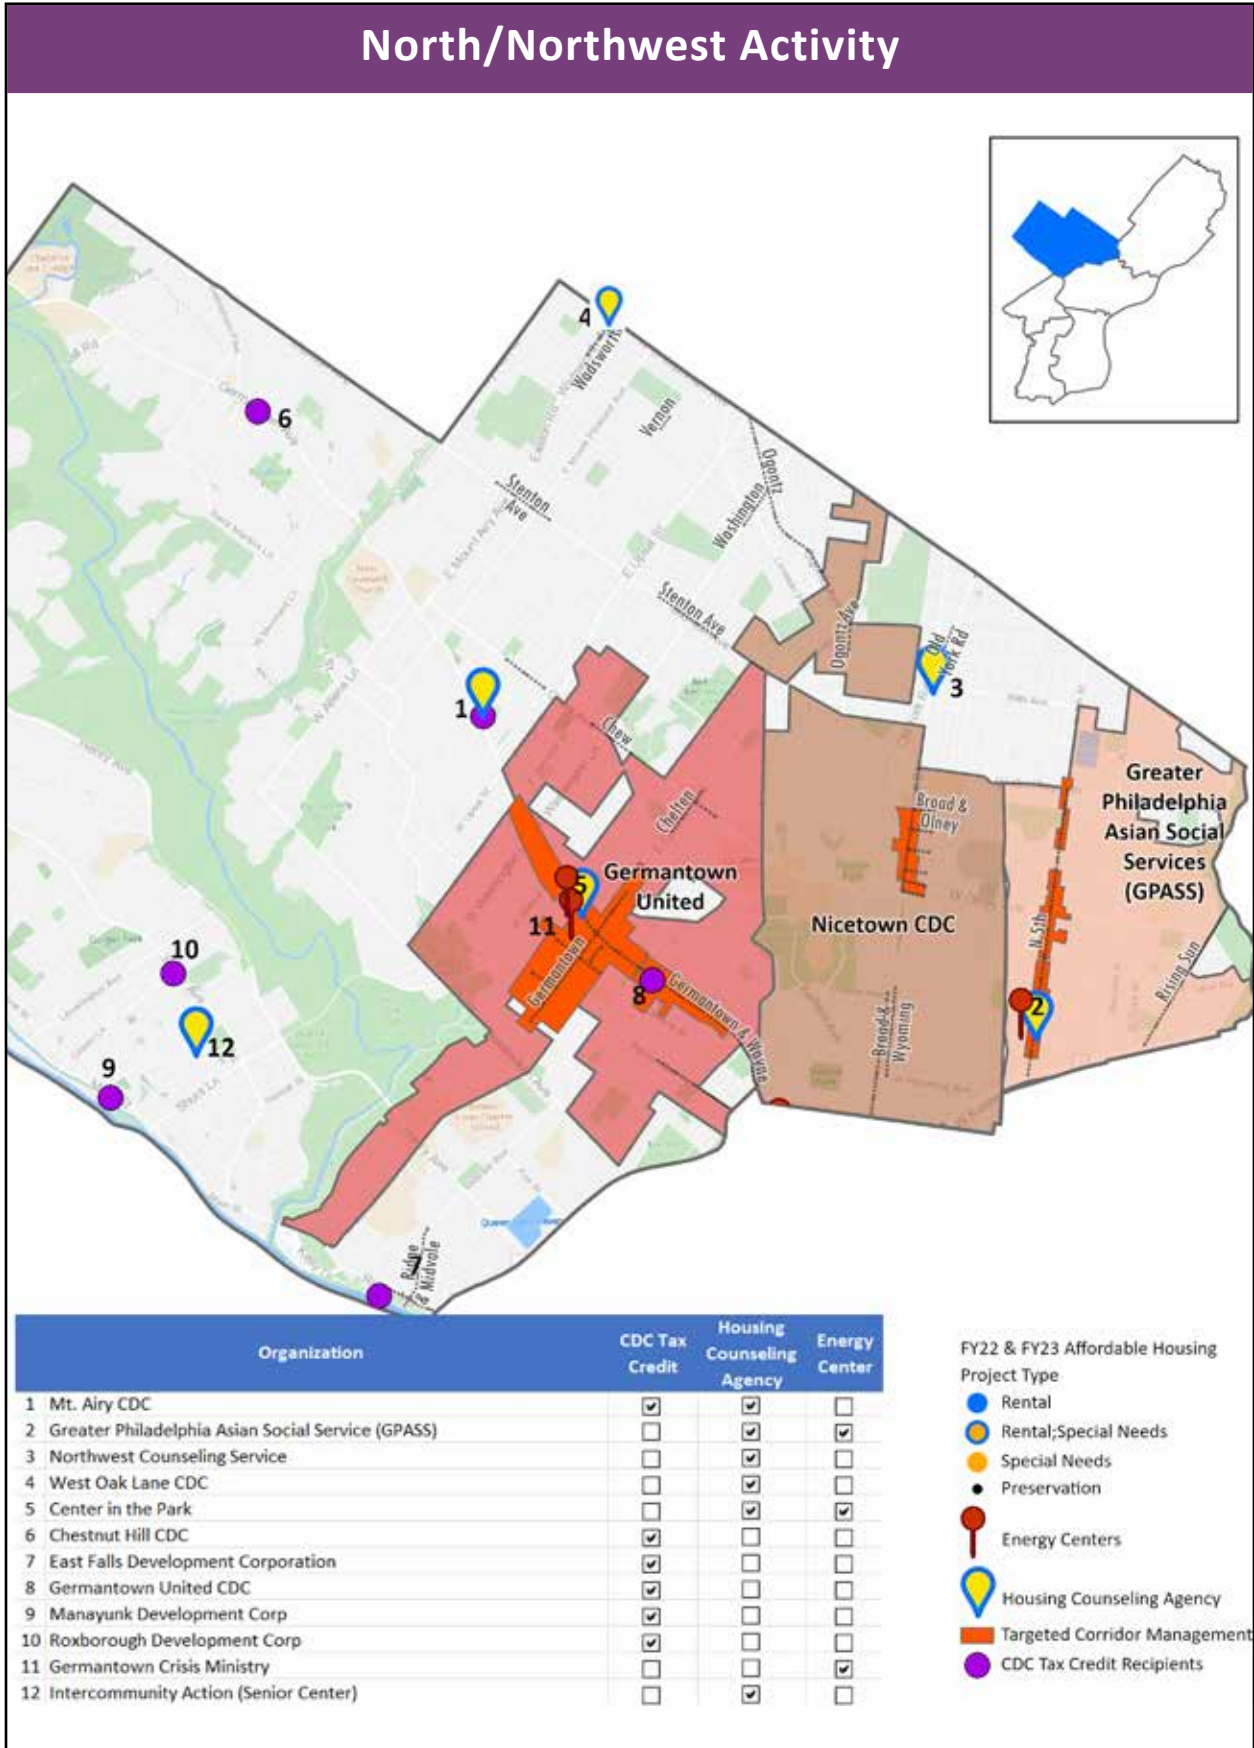 North/Northwest Activity
4
Wadsworth
Vernon
6
Stenton
Ave
Ogontz
Washington
E Mount Airy Ave
E Upsal St
Stenton Ave
Ogontz Ave
Old
York Rd
3
1
Chew
Chelten
Broad &
Olney
Greater
Philadelphia
Asian Social
Services
(GPASS)
5
Germantown
United
11
Nicetown CDC
N 5th
10
8
Germantown
Germantown & Wayne
Broad &
Wyoming
2
Rising Sun
12
9
Shurs Ln
7
Ridge
Midvale
Organization
CDC Tax
Credit
Housing
Counseling
Agency
Energy
Center
1 Mt. Airy CDC
2 Greater Philadelphia Asian Social Service (GPASS)
3 Northwest Counseling Service
4 West Oak Lane CDC
5 Center in the Park
6 Chestnut Hill CDC
7 East Falls Development Corporation
8 Germantown United CDC
9 Manayunk Development Corp
10 Roxborough Development Corp
11 Germantown Crisis Ministry
12 Intercommunity Action (Senior Center)
FY22 & FY23 Affordable Housing
Project Type
Rental
Rental;Special Needs
Special Needs
Preservation
Energy Centers
Housing Counseling Agency
Targeted Corridor Management
CDC Tax Credit Recipients